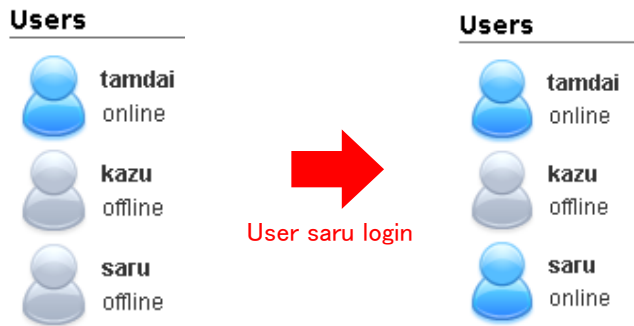 Users
tamdai
online
kazu
offline
saru
offline
User saru login
Users
tamdai
online
kazu
offline
saru
online